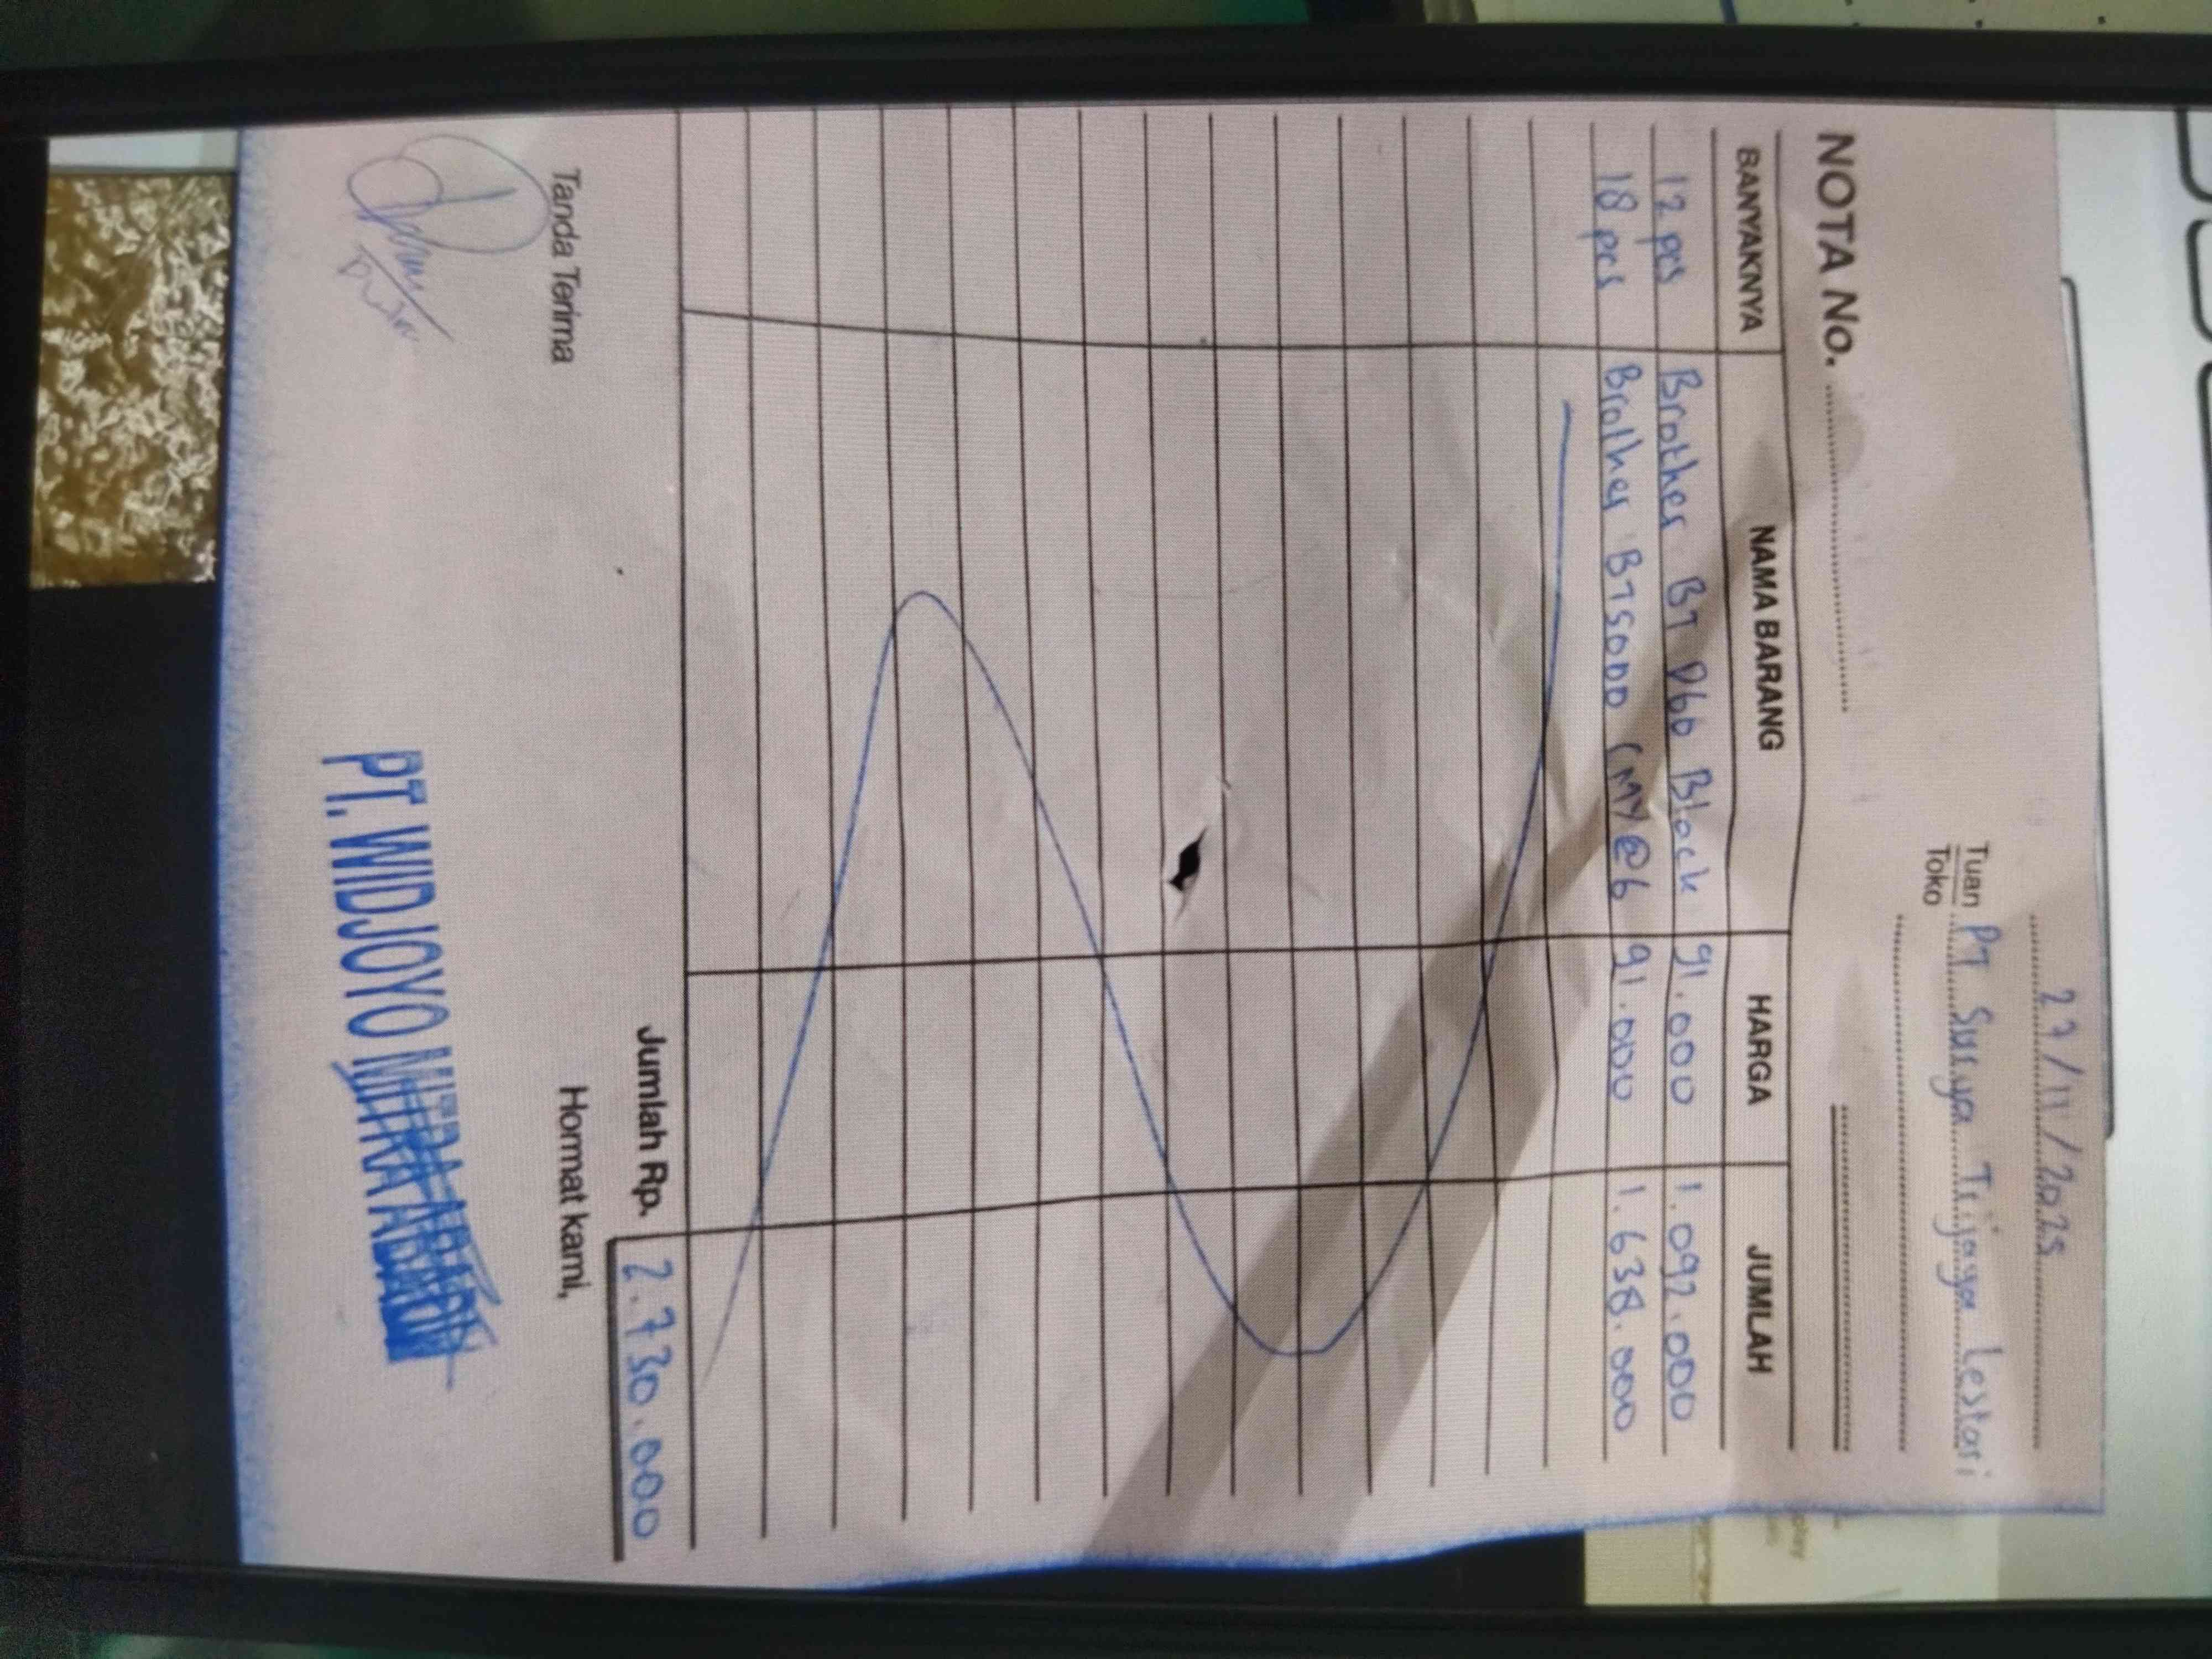 27/11/2025
Tuan PT Surya Trijaya Lestari
Toko
NOTA No.
BANYAKNYA NAMA BARANG HARGA JUMLAH
12 pcs Brother BT D60 Black 91.000 1.092.000
18 pcs Brother BT5000 CMY @6 91.000 1.638.000
Jumlah Rp. 2.730.000
Tanda Terima Hormat kami,
PT. WIDJOYO MITRA ABADI